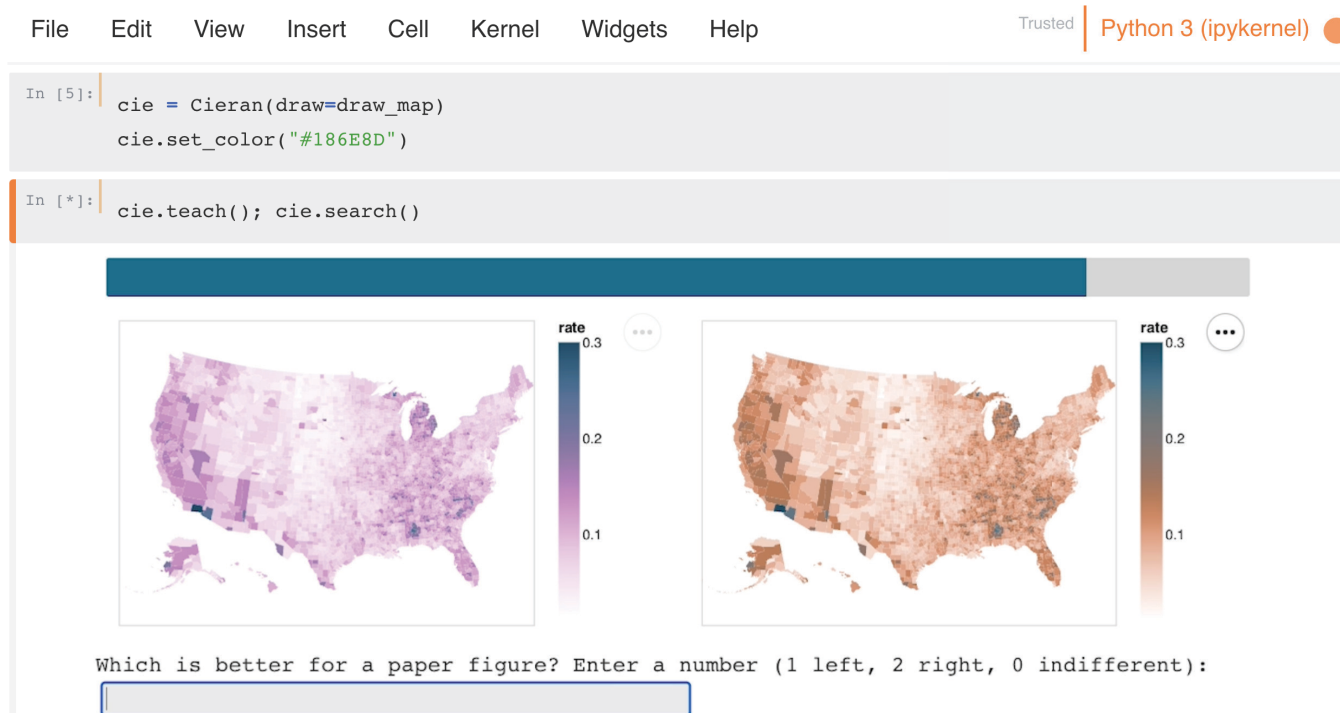 File Edit View Insert Cell Kernel Widgets Help Trusted Python 3 (ipykernel)
In [5]: cie = Cieran(draw=draw_map)
cie.set_color("#186E8D")
In [*]: cie.teach(); cie.search()
rate
0.3
0.2
0.1
rate
0.3
0.2
0.1
Which is better for a paper figure? Enter a number (1 left, 2 right, 0 indifferent):